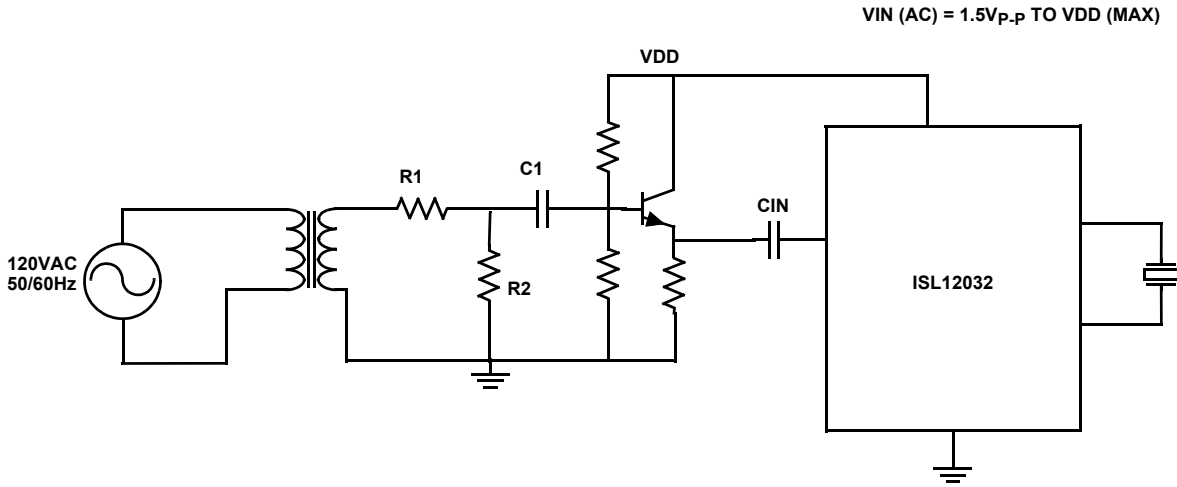 VIN (AC) = 1.5VP-P TO VDD (MAX)
VDD
R1
C1
CIN
120VAC
50/60Hz
R2
ISL12032